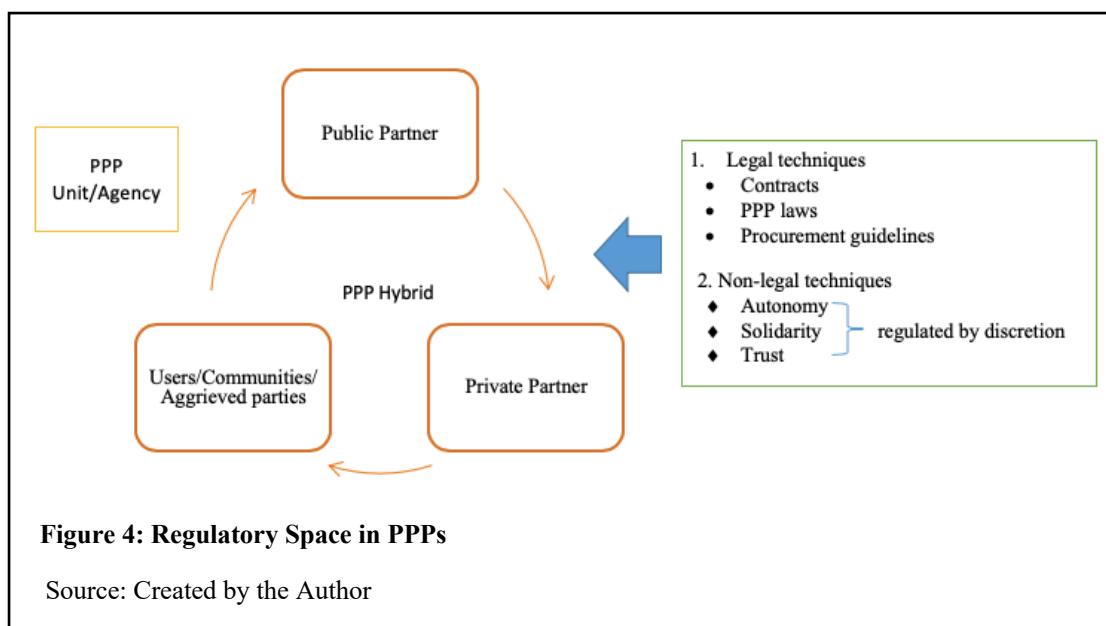 Public Partner
PPP
Unit/Agency
PPP Hybrid
Users/Communities/
Aggrieved parties
Private Partner
1. Legal techniques
• Contracts
• PPP laws
• Procurement guidelines
2. Non-legal techniques
♦ Autonomy
♦ Solidarity regulated by discretion
♦ Trust
Figure 4: Regulatory Space in PPPs
Source: Created by the Author